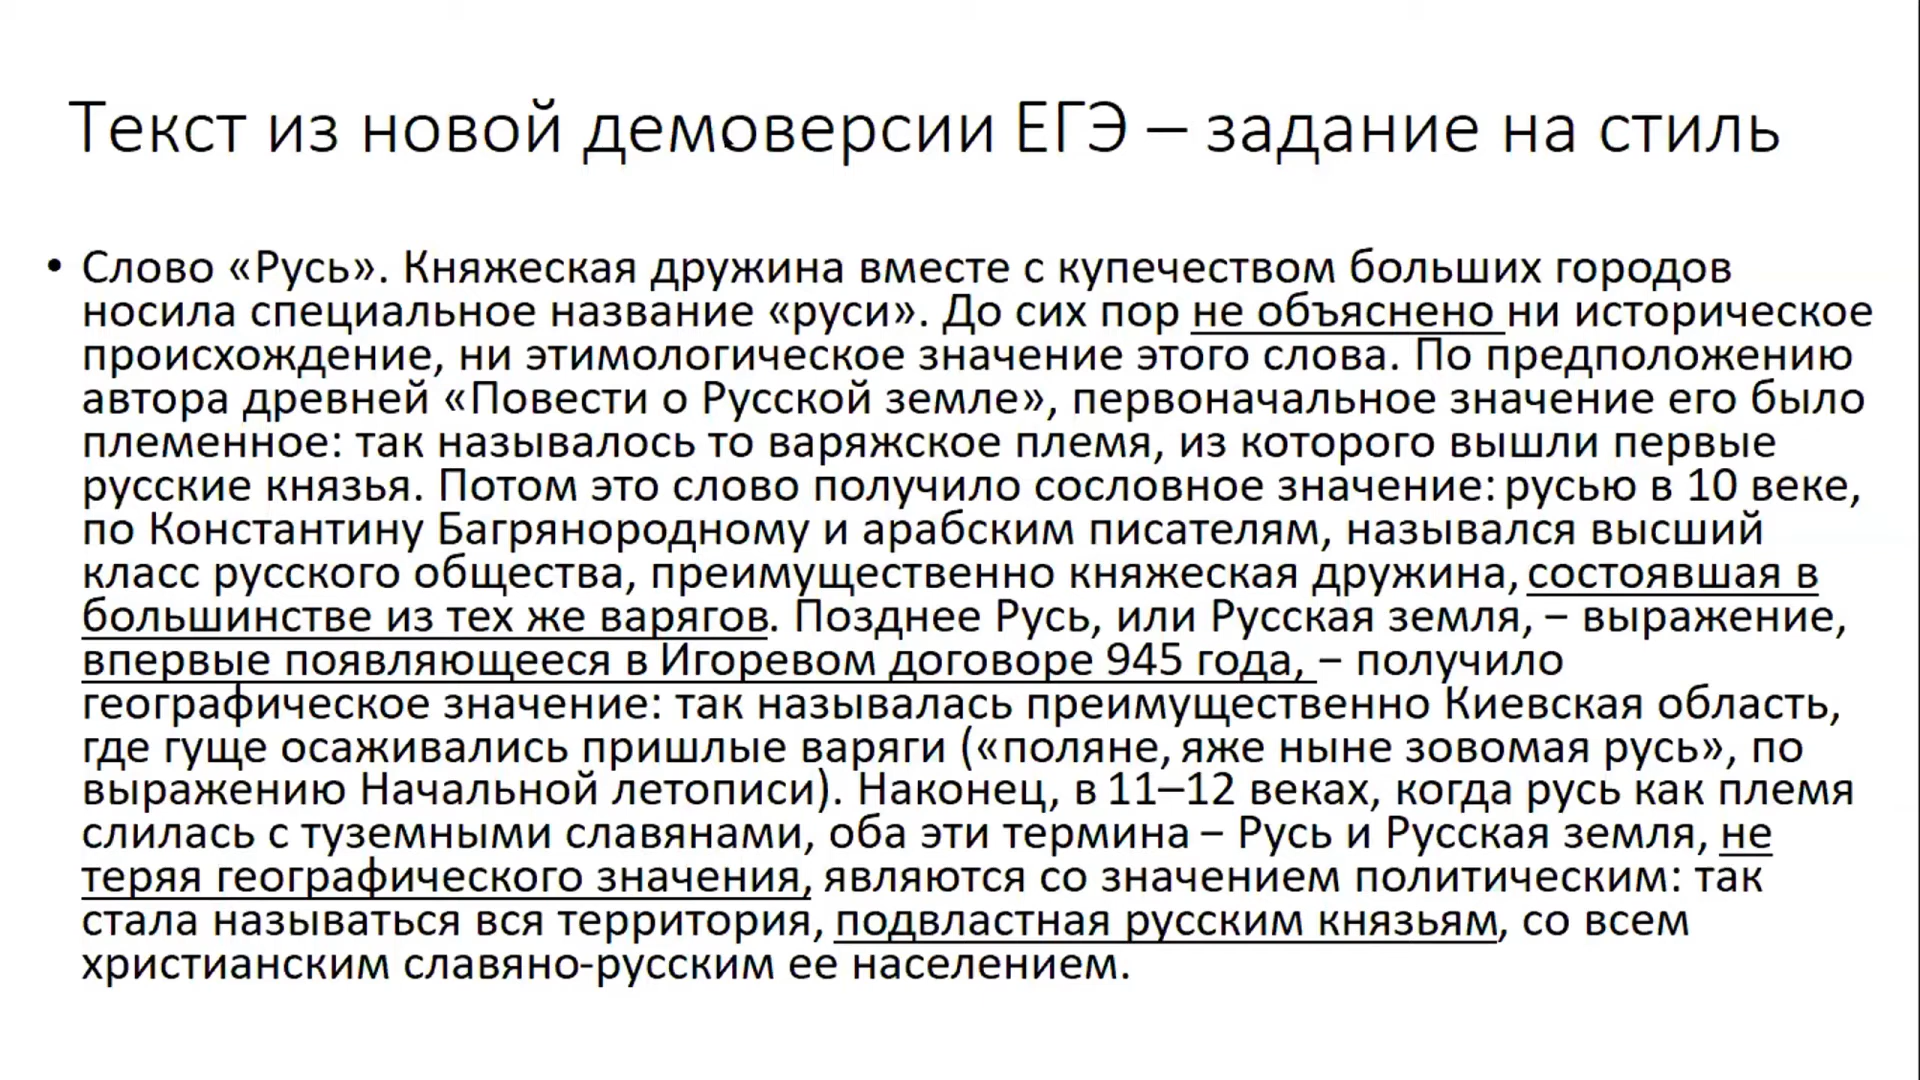 Текст из новой демоверсии ЕГЭ – задание на стиль
• Слово «Русь». Княжеская дружина вместе с купечеством больших городов
носила специальное название «руси». До сих пор не объяснено ни историческое
происхождение, ни этимологическое значение этого слова. По предположению
автора древней «Повести о Русской земле», первоначальное значение его было
племенное: так называлось то варяжское племя, из которого вышли первые
русские князья. Потом это слово получило сословное значение: русью в 10 веке,
по Константину Багрянородному и арабским писателям, назывался высший
класс русского общества, преимущественно княжеская дружина, состоявшая в
большинстве из тех же варягов. Позднее Русь, или Русская земля, – выражение,
впервые появляющееся в Игоревом договоре 945 года, – получило
географическое значение: так называлась преимущественно Киевская область,
где гуще осаживались пришлые варяги («поляне, яже ныне зовомая русь», по
выражению Начальной летописи). Наконец, в 11–12 веках, когда русь как племя
слилась с туземными славянами, оба эти термина – Русь и Русская земля, не
теряя географического значения, являются со значением политическим: так
стала называться вся территория, подвластная русским князьям, со всем
христианским славяно-русским ее населением.